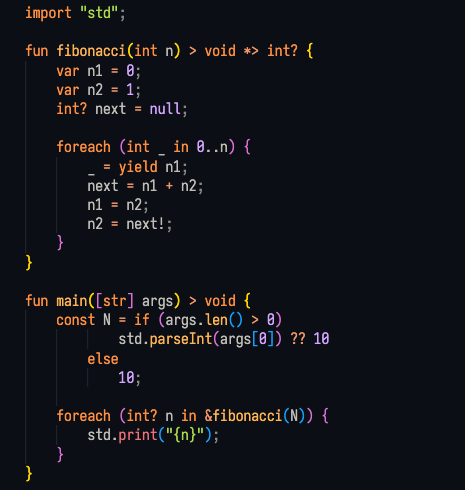 import "std";
fun fibonacci(int n) > void *> int? {
    var n1 = 0;
    var n2 = 1;
    int? next = null;
    foreach (int _ in 0..n) {
        _ = yield n1;
        next = n1 + n2;
        n1 = n2;
        n2 = next!;
    }
}
fun main([str] args) > void {
    const N = if (args.len() > 0)
            std.parseInt(args[0]) ?? 10
        else
            10;
    foreach (int? n in &fibonacci(N)) {
        std.print("{n}");
    }
}